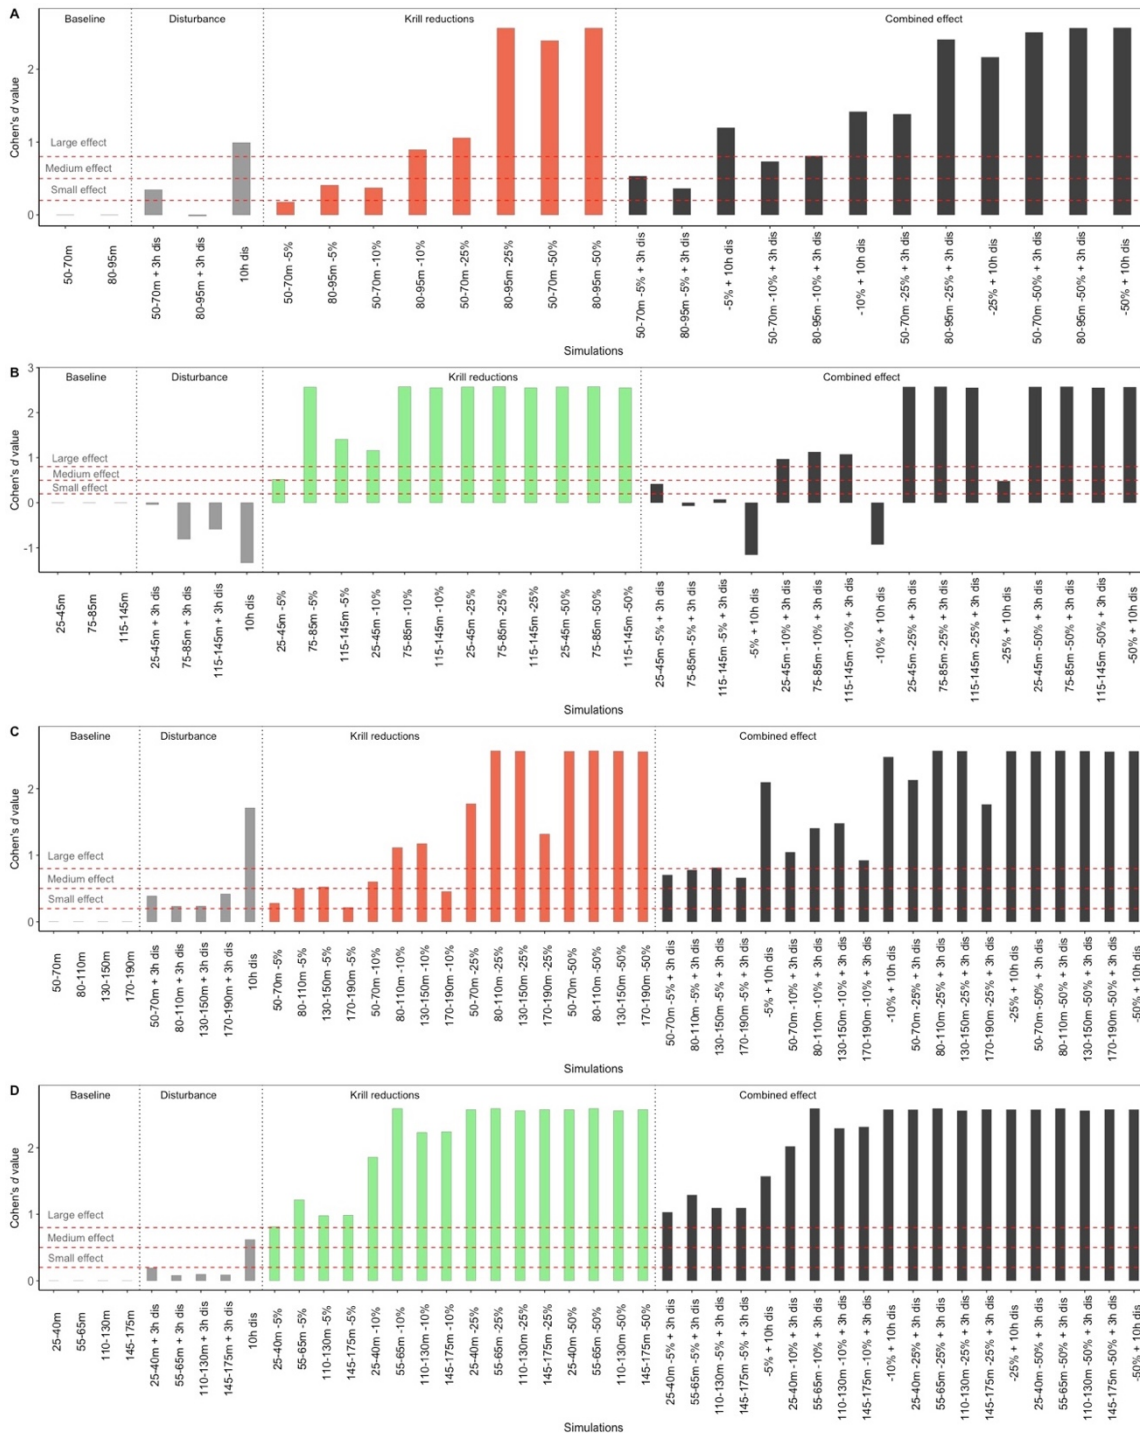 A
Baseline
Disturbance
Krill reductions
Combined effect
Cohen's d value
2
1
0
Large effect
Medium effect
Small effect
50-70m
80-95m
50-70m + 3h dis
80-95m + 3h dis
10h dis
50-70m -5%
80-95m -5%
50-70m -10%
80-95m -10%
50-70m -25%
80-95m -25%
50-70m -50%
80-95m -50%
50-70m -5% + 3h dis
80-95m -5% + 3h dis
-5% + 10h dis
50-70m -10% + 3h dis
80-95m -10% + 3h dis
-10% + 10h dis
50-70m -25% + 3h dis
80-95m -25% + 3h dis
-25% + 10h dis
50-70m -50% + 3h dis
80-95m -50% + 3h dis
-50% + 10h dis
Simulations
B
Baseline
Disturbance
Krill reductions
Combined effect
Cohen's d value
3
2
1
0
-1
Large effect
Medium effect
Small effect
25-45m
75-85m
115-145m
25-45m + 3h dis
75-85m + 3h dis
115-145m + 3h dis
10h dis
25-45m -5%
75-85m -5%
115-145m -5%
25-45m -10%
75-85m -10%
115-145m -10%
25-45m -25%
75-85m -25%
115-145m -25%
25-45m -50%
75-85m -50%
115-145m -50%
25-45m -5% + 3h dis
75-85m -5% + 3h dis
115-145m -5% + 3h dis
-5% + 10h dis
25-45m -10% + 3h dis
75-85m -10% + 3h dis
115-145m -10% + 3h dis
-10% + 10h dis
25-45m -25% + 3h dis
75-85m -25% + 3h dis
115-145m -25% + 3h dis
-25% + 10h dis
25-45m -50% + 3h dis
75-85m -50% + 3h dis
115-145m -50% + 3h dis
-50% + 10h dis
Simulations
C
Baseline
Disturbance
Krill reductions
Combined effect
Cohen's d value
2
1
0
Large effect
Medium effect
Small effect
50-70m
80-110m
130-150m
170-190m
50-70m + 3h dis
80-110m + 3h dis
130-150m + 3h dis
170-190m + 3h dis
10h dis
50-70m -5%
80-110m -5%
130-150m -5%
170-190m -5%
50-70m -10%
80-110m -10%
130-150m -10%
170-190m -10%
50-70m -25%
80-110m -25%
130-150m -25%
170-190m -25%
50-70m -50%
80-110m -50%
130-150m -50%
170-190m -50%
50-70m -5% + 3h dis
80-110m -5% + 3h dis
130-150m -5% + 3h dis
170-190m -5% + 3h dis
-5% + 10h dis
50-70m -10% + 3h dis
80-110m -10% + 3h dis
130-150m -10% + 3h dis
170-190m -10% + 3h dis
-10% + 10h dis
50-70m -25% + 3h dis
80-110m -25% + 3h dis
130-150m -25% + 3h dis
170-190m -25% + 3h dis
-25% + 10h dis
50-70m -50% + 3h dis
80-110m -50% + 3h dis
130-150m -50% + 3h dis
170-190m -50% + 3h dis
-50% + 10h dis
Simulations
D
Baseline
Disturbance
Krill reductions
Combined effect
Cohen's d value
2
1
0
Large effect
Medium effect
Small effect
25-40m
55-65m
110-130m
145-175m
25-40m + 3h dis
55-65m + 3h dis
110-130m + 3h dis
145-175m + 3h dis
10h dis
25-40m -5%
55-65m -5%
110-130m -5%
145-175m -5%
25-40m -10%
55-65m -10%
110-130m -10%
145-175m -10%
25-40m -25%
55-65m -25%
110-130m -25%
145-175m -25%
25-40m -50%
55-65m -50%
110-130m -50%
145-175m -50%
25-40m -5% + 3h dis
55-65m -5% + 3h dis
110-130m -5% + 3h dis
145-175m -5% + 3h dis
-5% + 10h dis
25-40m -10% + 3h dis
55-65m -10% + 3h dis
110-130m -10% + 3h dis
145-175m -10% + 3h dis
-10% + 10h dis
25-40m -25% + 3h dis
55-65m -25% + 3h dis
110-130m -25% + 3h dis
145-175m -25% + 3h dis
-25% + 10h dis
25-40m -50% + 3h dis
55-65m -50% + 3h dis
110-130m -50% + 3h dis
145-175m -50% + 3h dis
-50% + 10h dis
Simulations